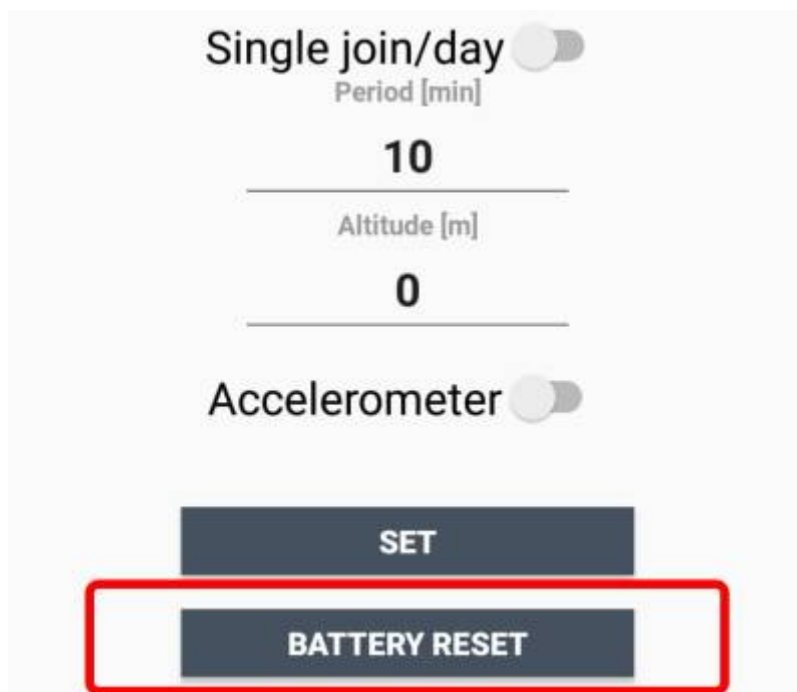 Single join/day
Period [min]
10
Altitude [m]
0
Accelerometer
SET
BATTERY RESET